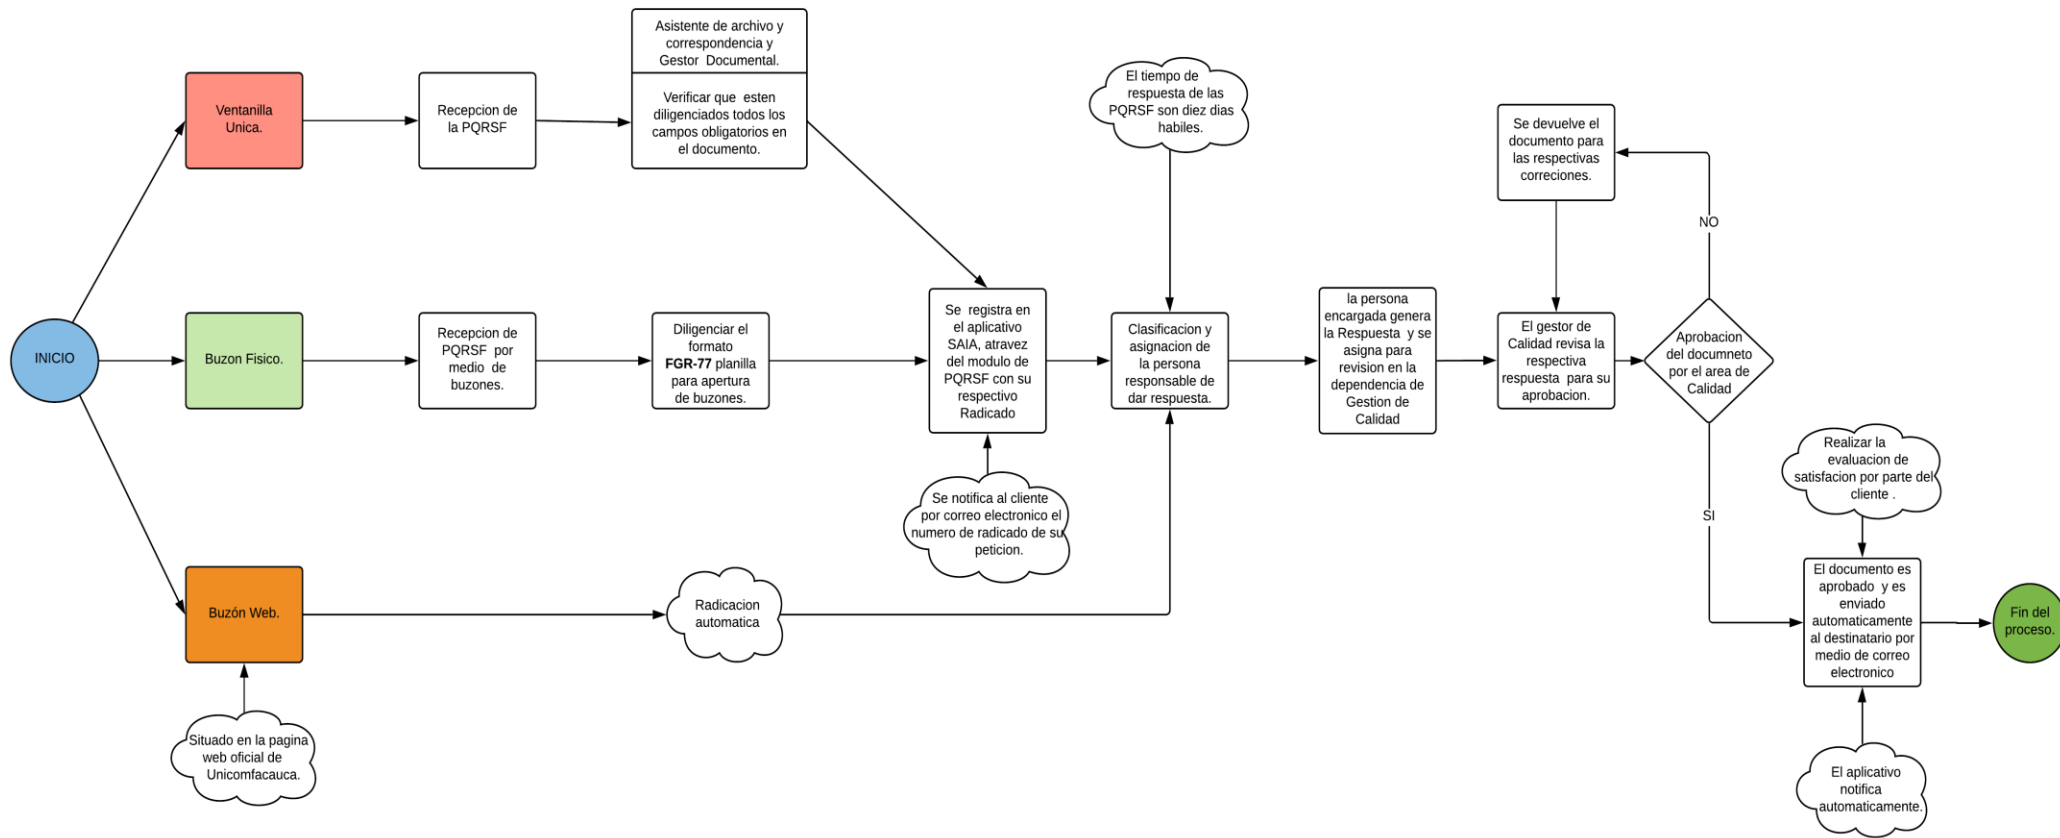 INICIO
Ventanilla
Unica.
Recepcion de
la PQRSF
Asistente de archivo y
correspondencia y
Gestor Documental.
Verificar que esten
diligenciados todos los
campos obligatorios en
el documento.
Buzon Fisico.
Recepcion de
PQRSF por
medio de
buzones.
Diligenciar el
formato
FGR-77 planilla
para apertura
de buzones.
Buzón Web.
Situado en la pagina
web oficial de
Unicomfacauca.
Radicacion
automatica
Se registra en
el aplicativo
SAIA, atravez
del modulo de
PQRSF con su
respectivo
Radicado
Se notifica al cliente
por correo electronico el
numero de radicado de su
peticion.
El tiempo de
respuesta de las
PQRSF son diez dias
habiles.
Clasificacion y
asignacion de
la persona
responsable de
dar respuesta.
la persona
encargada genera
la Respuesta y se
asigna para
revision en la
dependencia de
Gestion de
Calidad
Se devuelve el
documento para
las respectivas
correciones.
El gestor de
Calidad revisa la
respectiva
respuesta para su
aprobacion.
NO
Aprobacion
del documneto
por el area de
Calidad
SI
Realizar la
evaluacion de
satisfacion por parte del
cliente .
El documento es
aprobado y es
enviado
automaticamente
al destinatario por
medio de correo
electronico
El aplicativo
notifica
automaticamente.
Fin del
proceso.